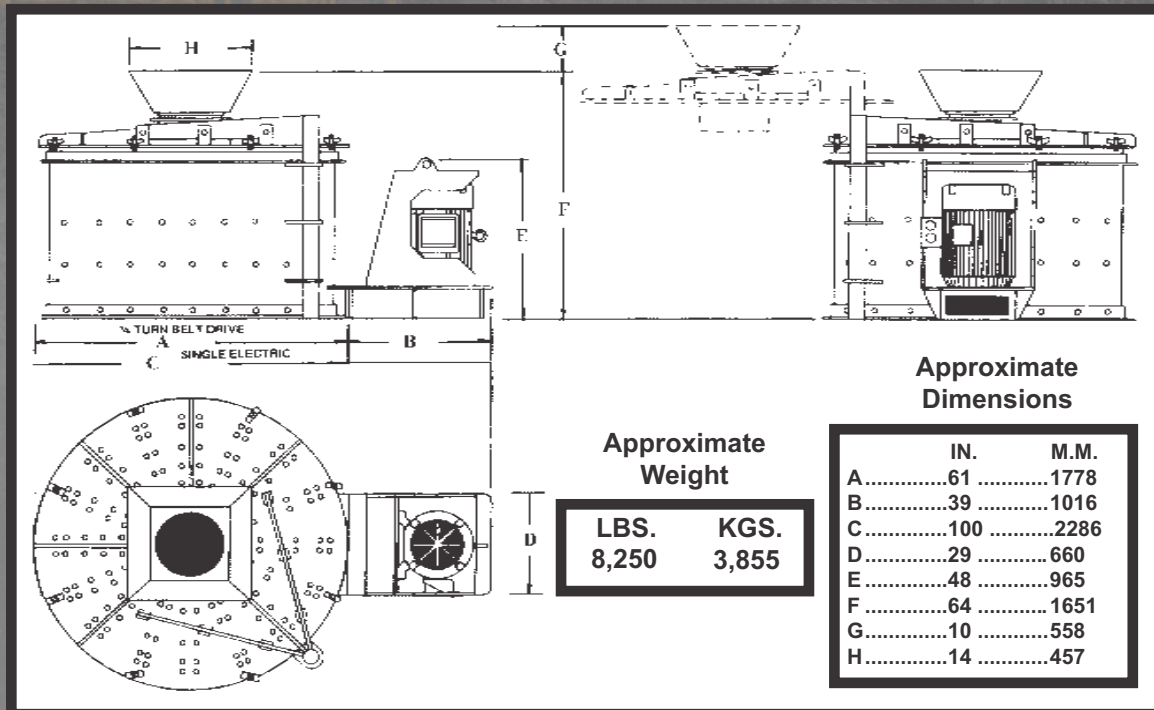 H
G
F
E
¼ TURN BELT DRIVE
A
B
SINGLE ELECTRIC
C
D
Approximate
Weight
LBS. KGS.
8,250 3,855
Approximate
Dimensions
IN. M.M.
A..............61 ............1778
B..............39 ............1016
C..............100 ...........2286
D..............29 ............660
E..............48 ............965
F..............64 ............1651
G..............10 ............558
H..............14 ............457